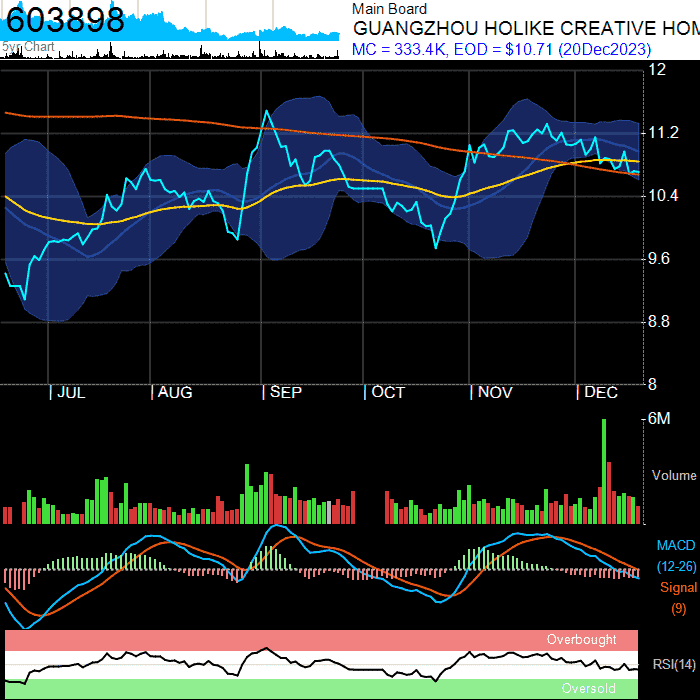 603898
5yr Chart
Main Board
GUANGZHOU HOLIKE CREATIVE HOM
MC = 333.4K, EOD = $10.71 (20Dec2023)
12
11.2
10.4
9.6
8.8
8
JUL
AUG
SEP
OCT
NOV
DEC
6M
Volume
MACD
(12-26)
Signal
(9)
Overbought
RSI(14)
Oversold